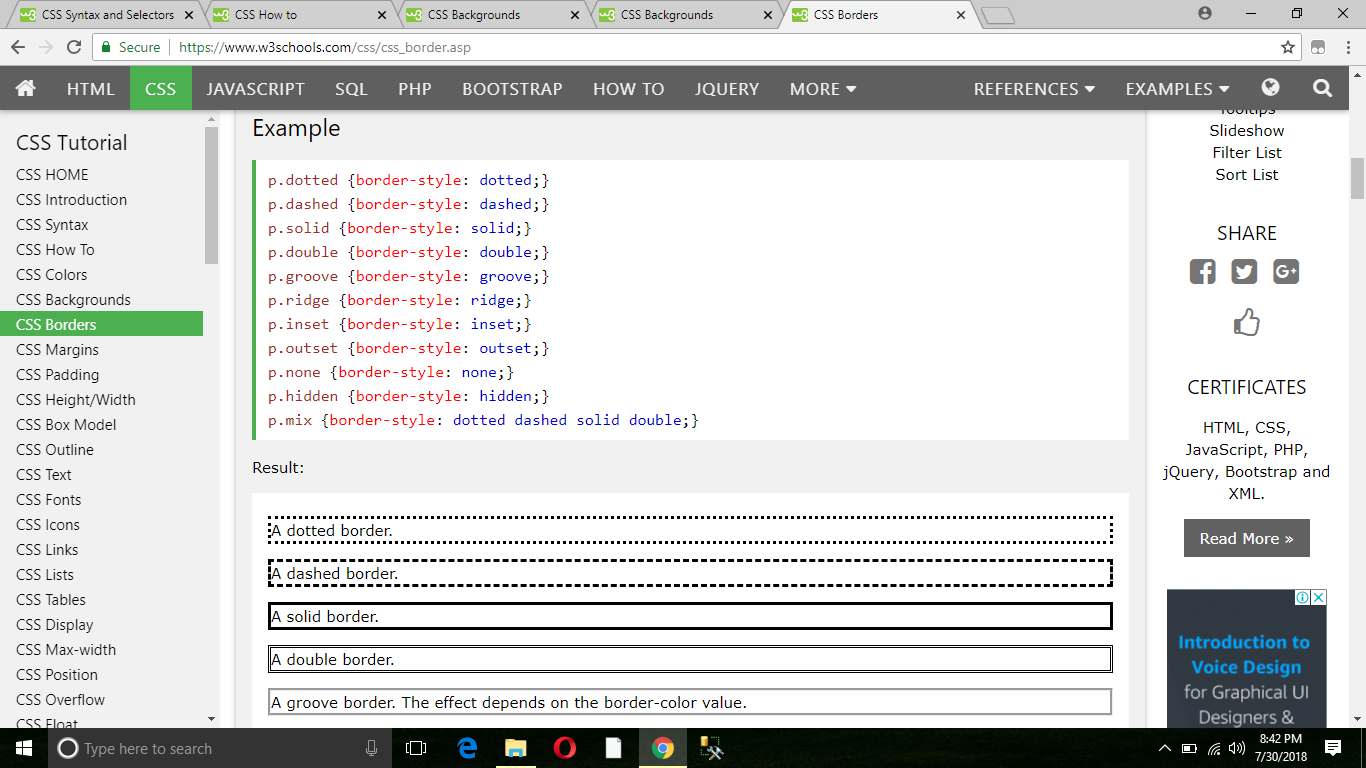 CSS Syntax and Selectors
CSS How to
CSS Backgrounds
CSS Backgrounds
CSS Borders
Secure | https://www.w3schools.com/css/css_border.asp
HTML CSS JAVASCRIPT SQL PHP BOOTSTRAP HOW TO JQUERY MORE REFERENCES EXAMPLES
CSS Tutorial
CSS HOME
CSS Introduction
CSS Syntax
CSS How To
CSS Colors
CSS Backgrounds
CSS Borders
CSS Margins
CSS Padding
CSS Height/Width
CSS Box Model
CSS Outline
CSS Text
CSS Fonts
CSS Icons
CSS Links
CSS Lists
CSS Tables
CSS Display
CSS Max-width
CSS Position
CSS Overflow
CSS Float
Example
p.dotted {border-style: dotted;}
p.dashed {border-style: dashed;}
p.solid {border-style: solid;}
p.double {border-style: double;}
p.groove {border-style: groove;}
p.ridge {border-style: ridge;}
p.inset {border-style: inset;}
p.outset {border-style: outset;}
p.none {border-style: none;}
p.hidden {border-style: hidden;}
p.mix {border-style: dotted dashed solid double;}
Result:
A dotted border.
A dashed border.
A solid border.
A double border.
A groove border. The effect depends on the border-color value.
Tooltips
Slideshow
Filter List
Sort List
SHARE
CERTIFICATES
HTML, CSS,
JavaScript, PHP,
jQuery, Bootstrap and
XML.
Read More »
Introduction to
Voice Design
for Graphical UI
Designers &
Type here to search
8:42 PM
7/30/2018